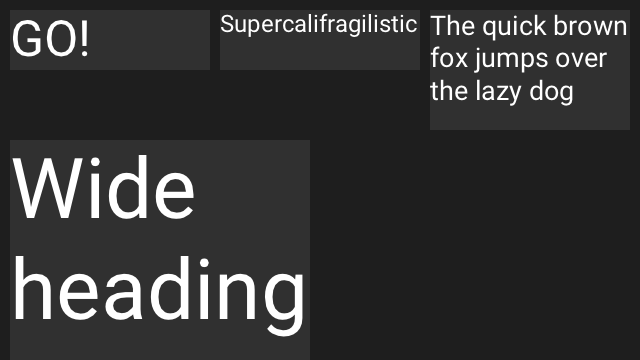 GO!
Supercalifragilistic
The quick brown
fox jumps over
the lazy dog
Wide
heading